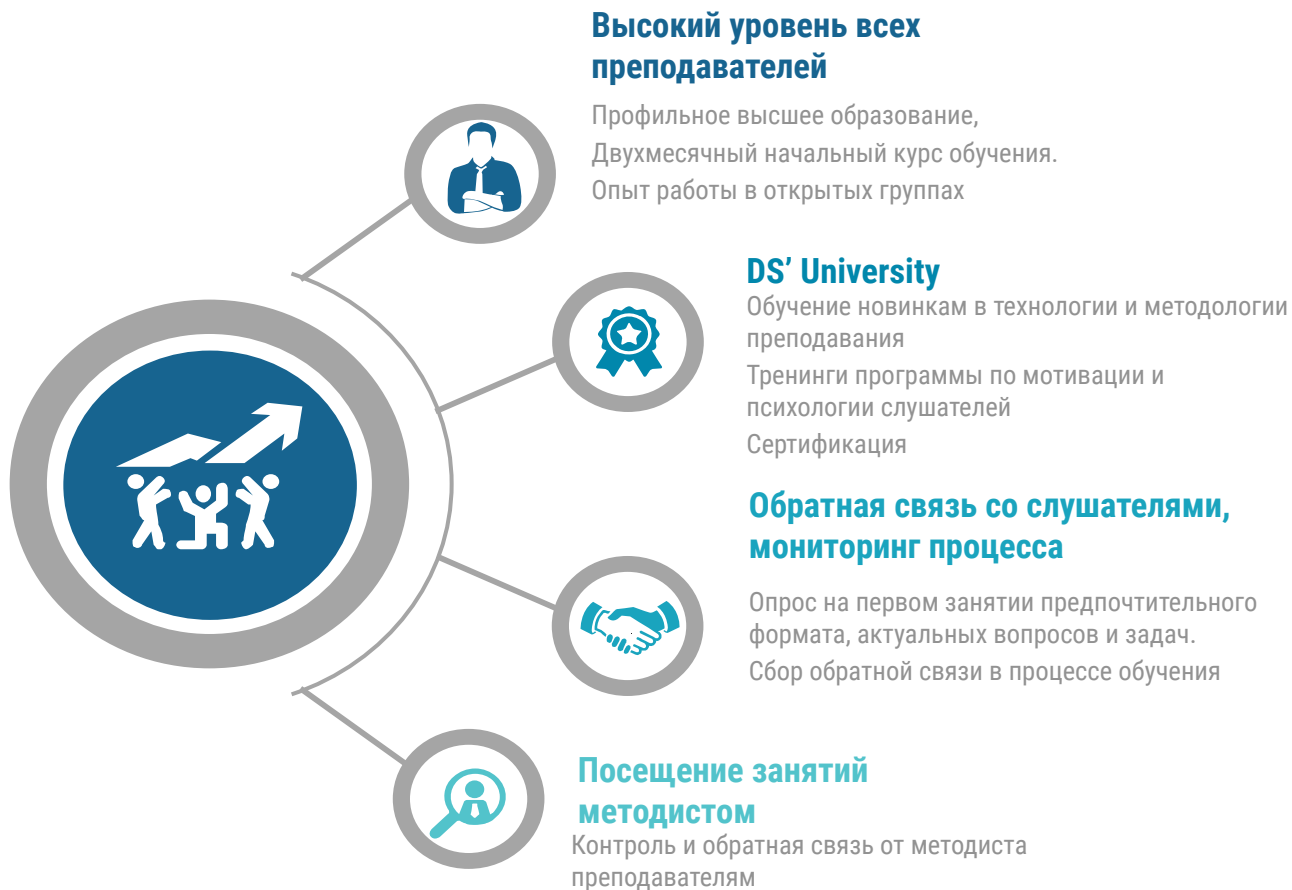 Высокий уровень всех
преподавателей
Профильное высшее образование,
Двухмесячный начальный курс обучения.
Опыт работы в открытых группах
DS’ University
Обучение новинкам в технологии и методологии
преподавания
Тренинги программы по мотивации и
психологии слушателей
Сертификация
Обратная связь со слушателями,
мониторинг процесса
Опрос на первом занятии предпочтительного
формата, актуальных вопросов и задач.
Сбор обратной связи в процессе обучения
Посещение занятий
методистом
Контроль и обратная связь от методиста
преподавателям